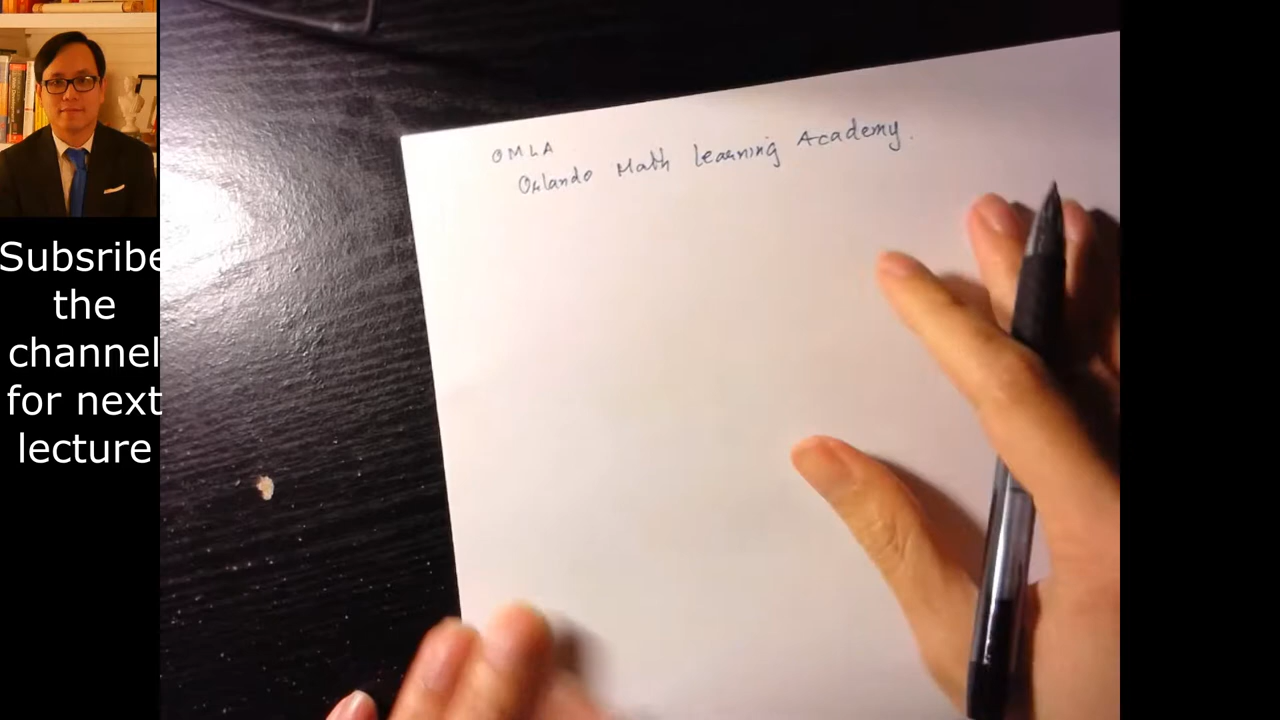 Subsribe
the
channel
for next
lecture
OMLA
Orlando Math Learning Academy.